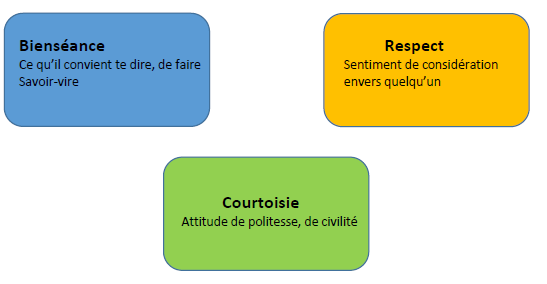 Bienséance
Ce qu'il convient te dire, de faire
Savoir-vire
Respect
Sentiment de considération
envers quelqu'un
Courtoisie
Attitude de politesse, de civilité